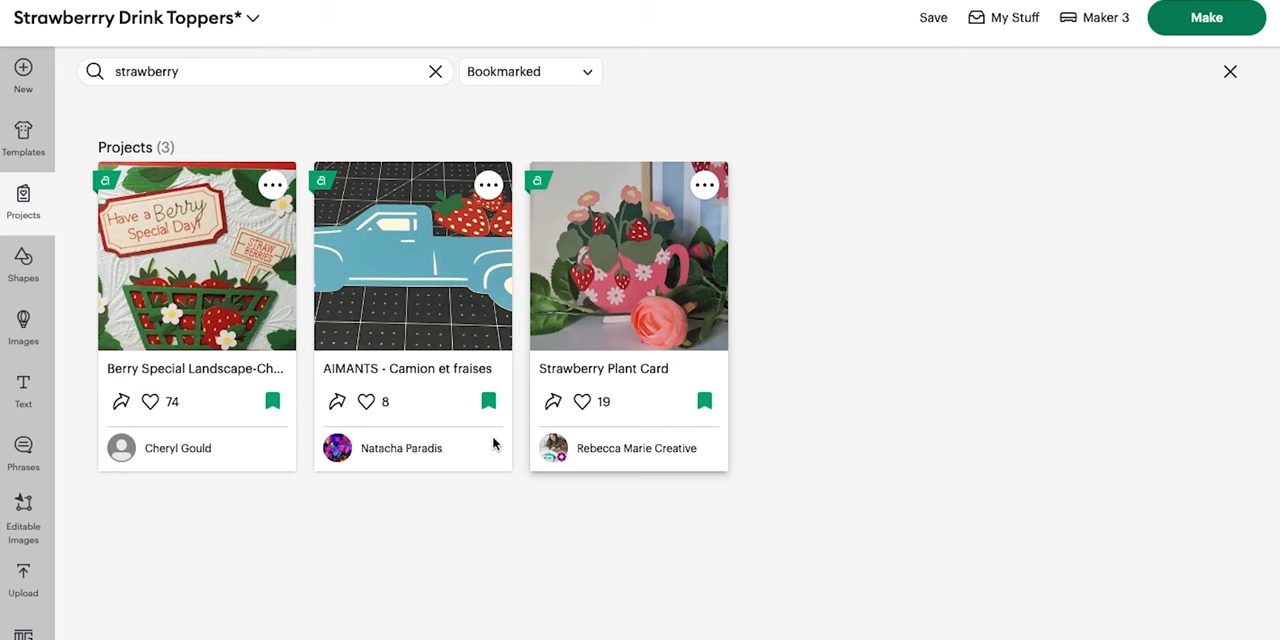 Strawberrry Drink Toppers*
Save
My Stuff
Maker 3
Make
strawberry
Bookmarked
New
Templates
Projects
Shapes
Images
Text
Phrases
Editable
Images
Upload
Projects (3)
a
Have a Berry
Special Day!
STRAW
BERRIES
Berry Special Landscape-Ch...
74
Cheryl Gould
a
AIMANTS - Camion et fraises
8
Natacha Paradis
a
Strawberry Plant Card
19
Rebecca Marie Creative